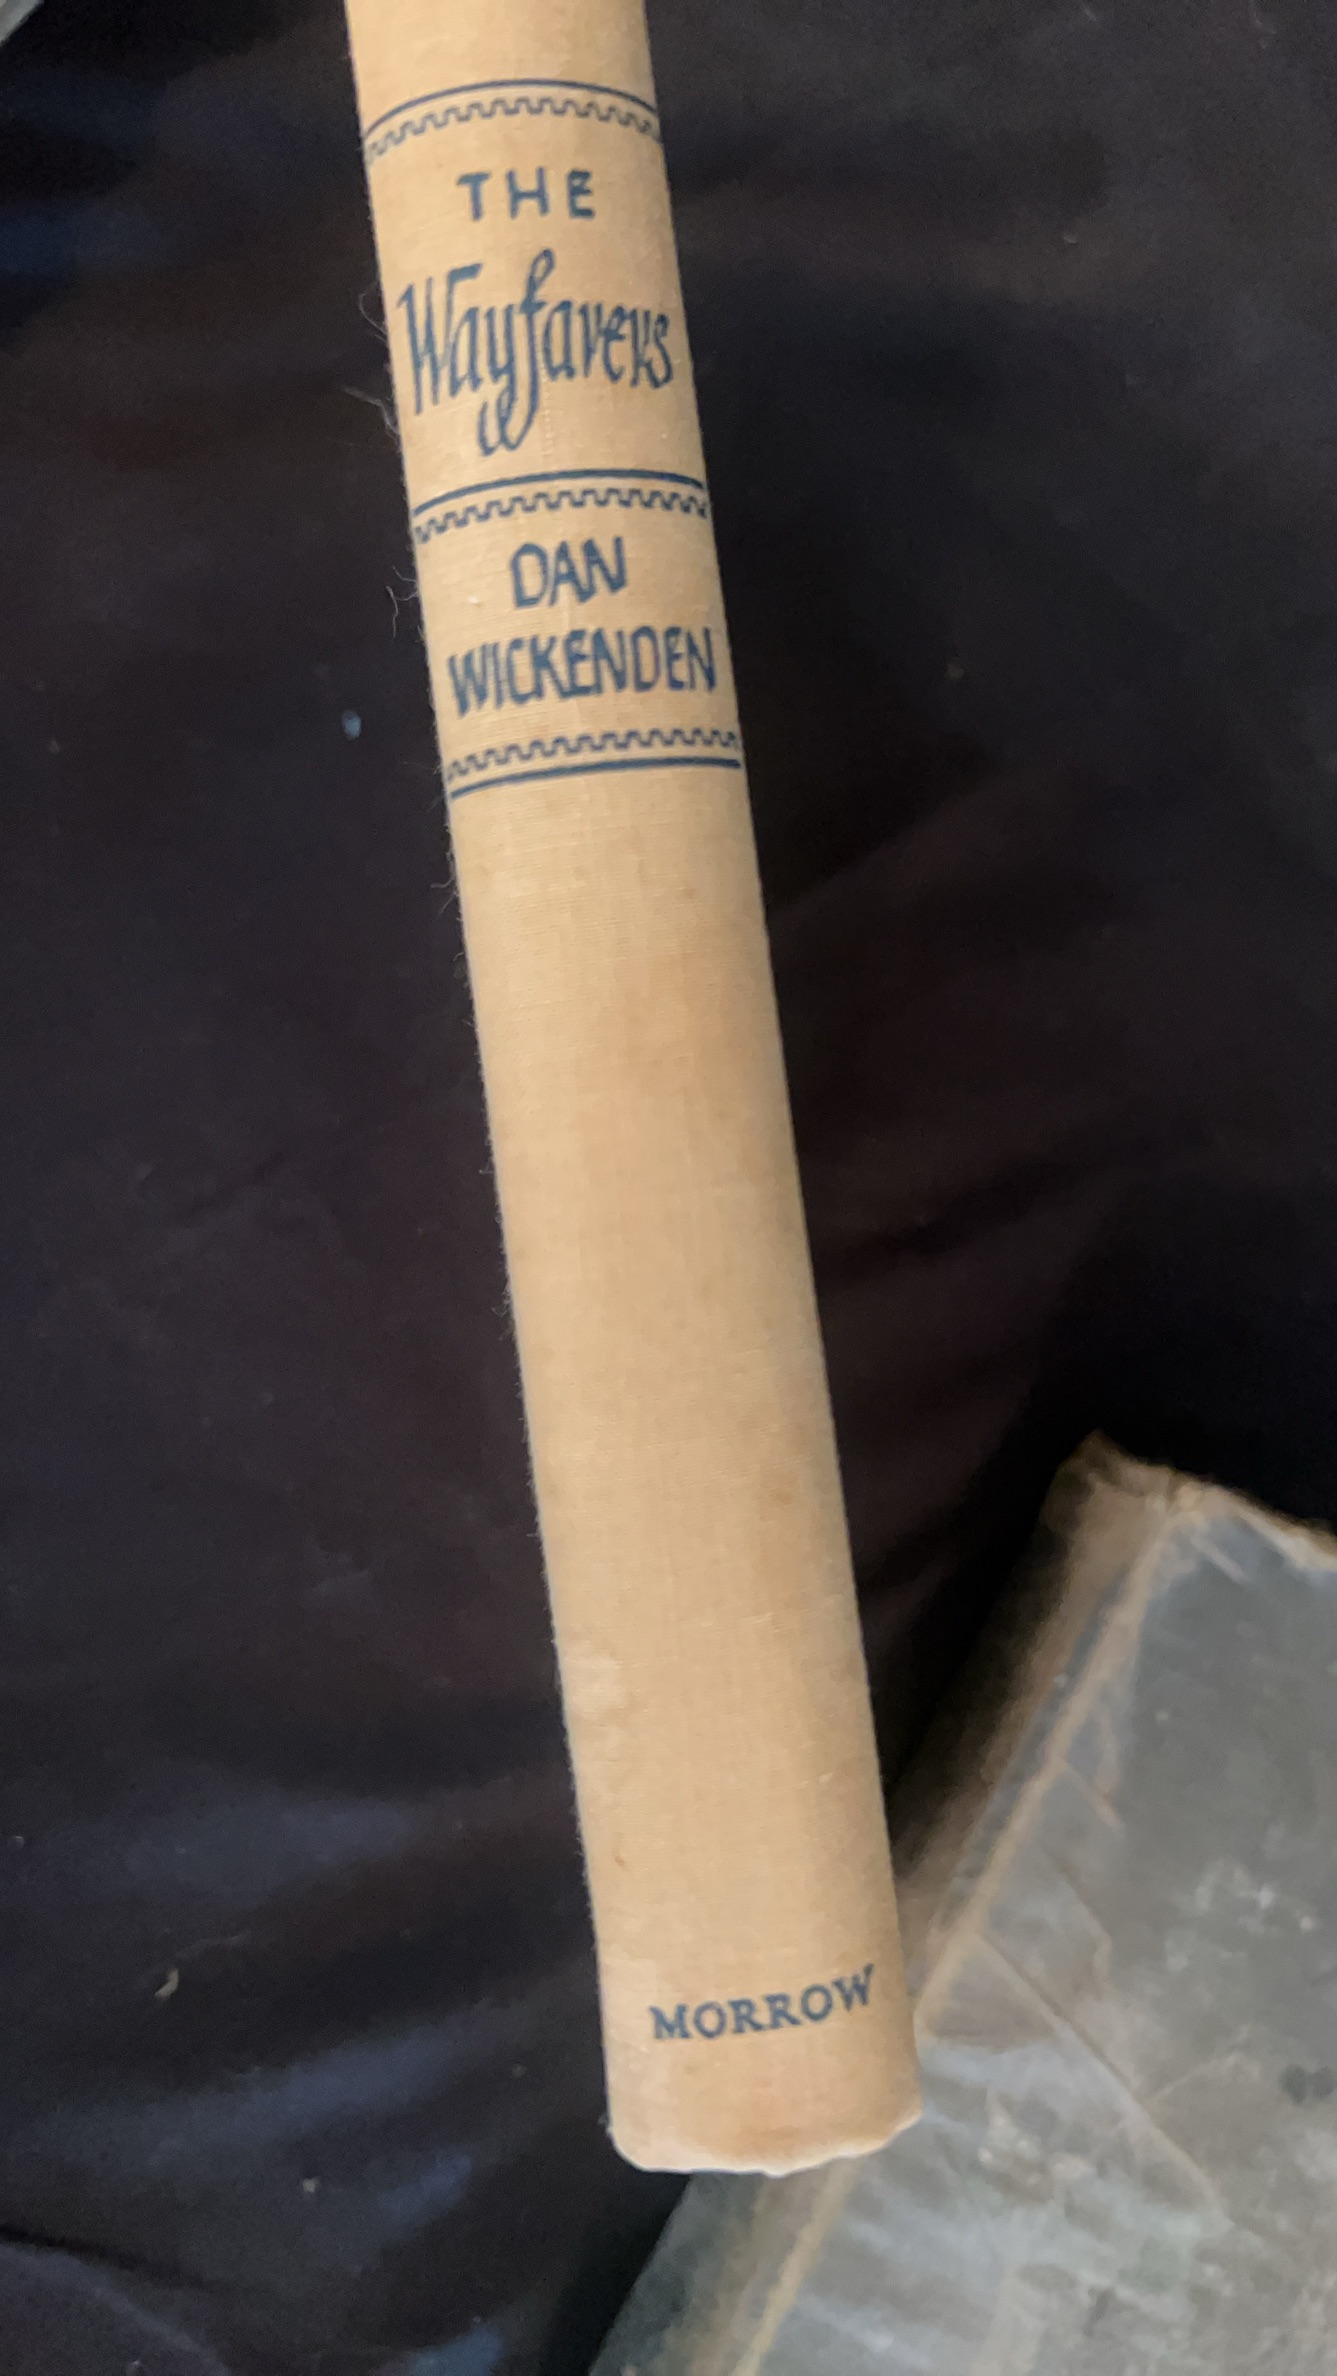 THE
Wayfarers
DAN
WICKENDEN
MORROW